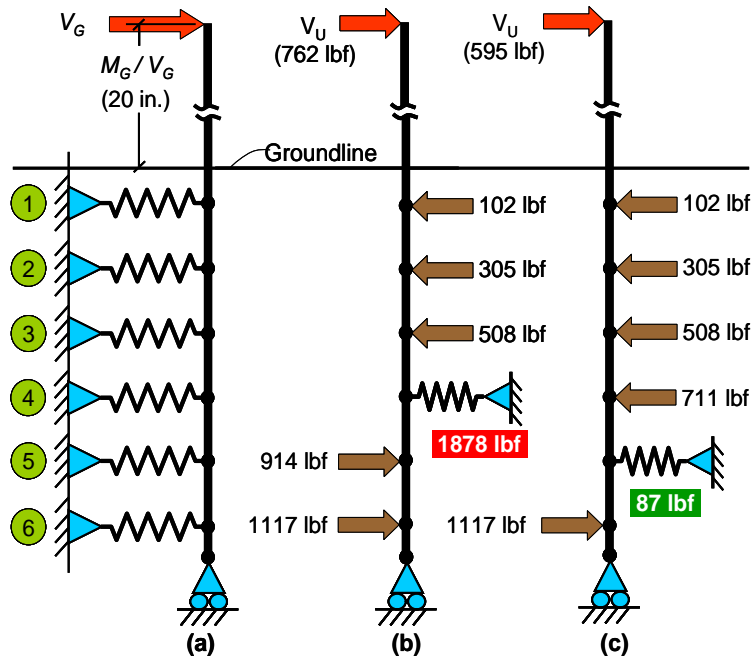 V_G
M_G / V_G
(20 in.)
V_U
(762 lbf)
V_U
(595 lbf)
Groundline
1
102 lbf
102 lbf
2
305 lbf
305 lbf
3
508 lbf
508 lbf
4
711 lbf
1878 lbf
5
914 lbf
87 lbf
6
1117 lbf
1117 lbf
(a)
(b)
(c)